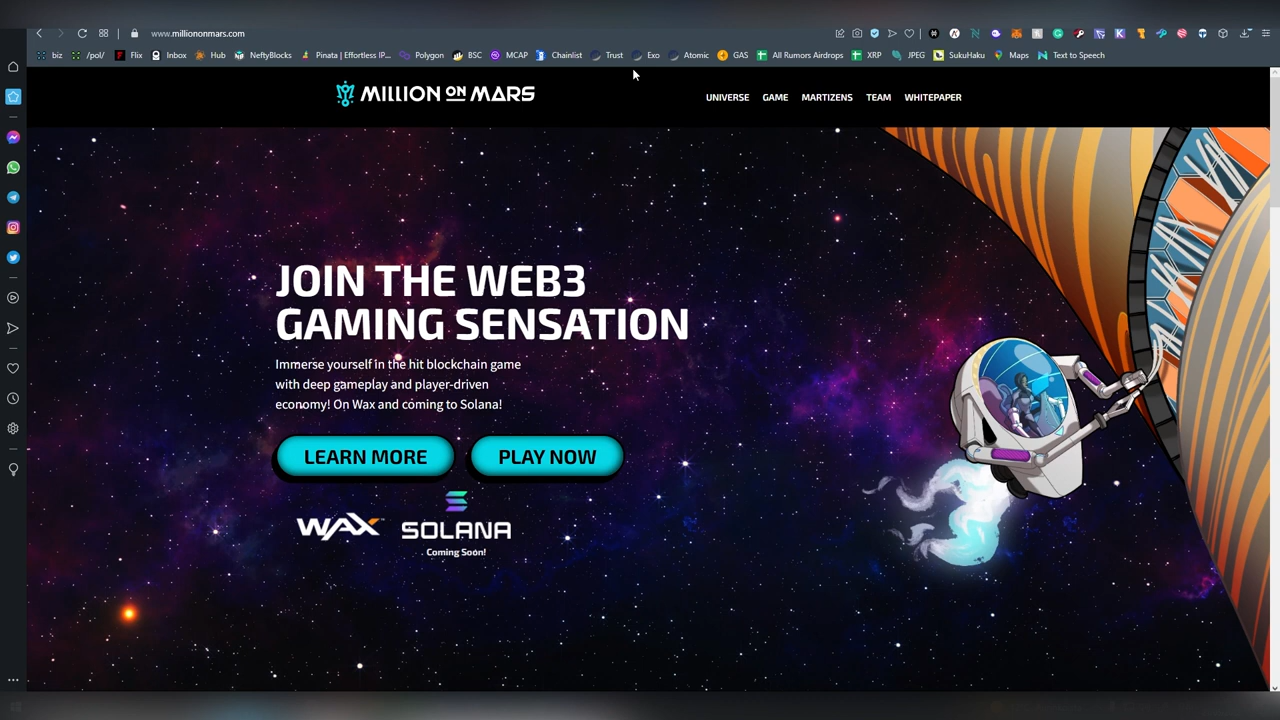 www.milliononmars.com
biz /pol/ Flix Inbox Hub NeftyBlocks Pinata | Effortless IP... Polygon BSC MCAP Chainlist Trust Exo Atomic GAS All Rumors Airdrops XRP JPEG SukuHaku Maps Text to Speech
MILLION ON MARS
UNIVERSE GAME MARTIZENS TEAM WHITEPAPER
JOIN THE WEB3
GAMING SENSATION
Immerse yourself in the hit blockchain game
with deep gameplay and player-driven
economy! On Wax and coming to Solana!
LEARN MORE PLAY NOW
WAX SOLANA
Coming Soon!